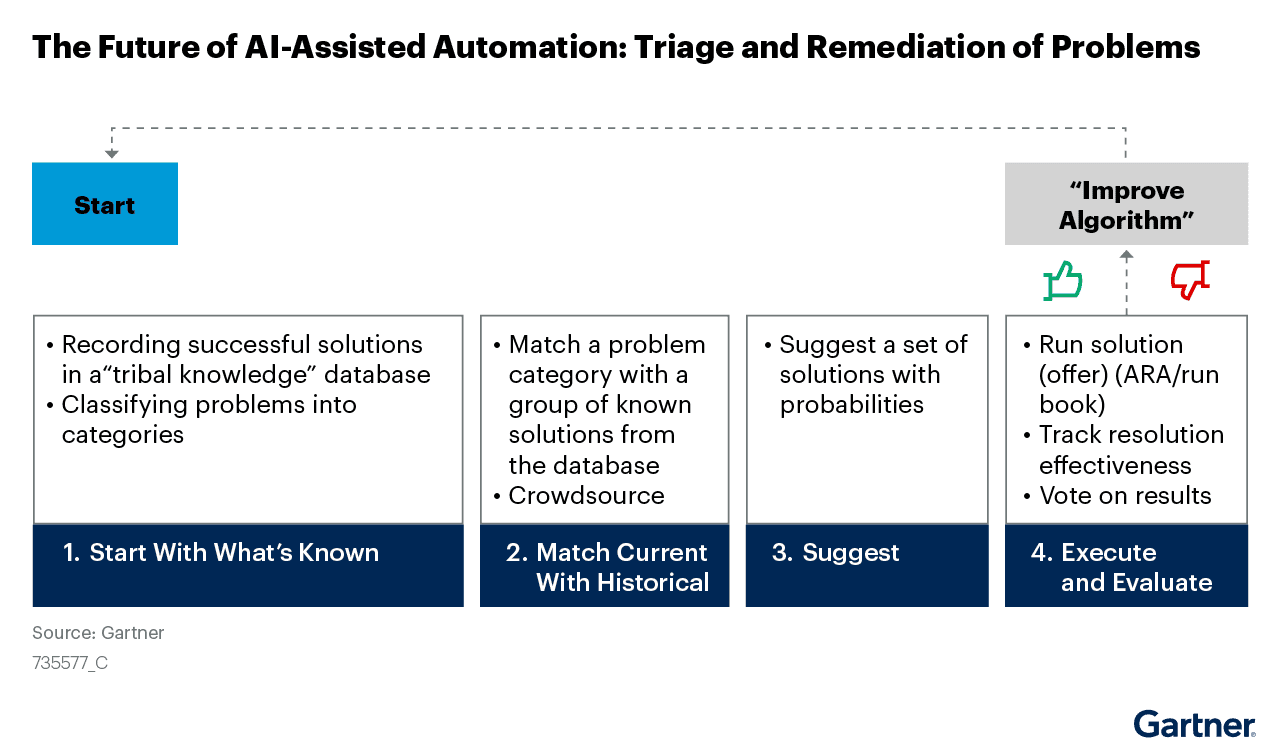 The Future of AI-Assisted Automation: Triage and Remediation of Problems
Start
“Improve
Algorithm”
• Recording successful solutions
in a“tribal knowledge” database
• Classifying problems into
categories
1. Start With What’s Known
• Match a problem
category with a
group of known
solutions from
the database
• Crowdsource
2. Match Current
With Historical
• Suggest a set of
solutions with
probabilities
3. Suggest
• Run solution
(offer) (ARA/run
book)
• Track resolution
effectiveness
• Vote on results
4. Execute
and Evaluate
Source: Gartner
735577_C
Gartner®